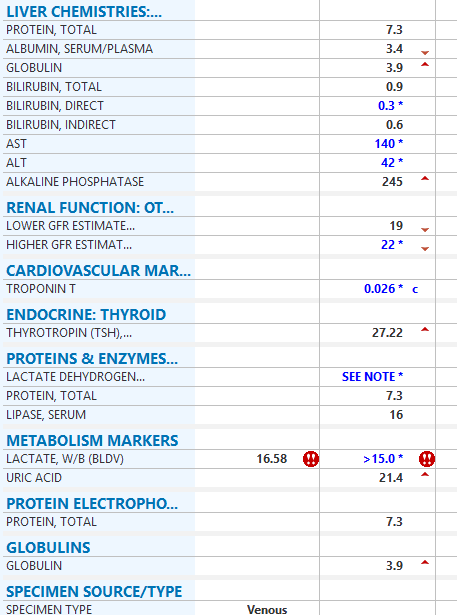 LIVER CHEMISTRIES:...
PROTEIN, TOTAL 7.3
ALBUMIN, SERUM/PLASMA 3.4
GLOBULIN 3.9
BILIRUBIN, TOTAL 0.9
BILIRUBIN, DIRECT 0.3 *
BILIRUBIN, INDIRECT 0.6
AST 140 *
ALT 42 *
ALKALINE PHOSPHATASE 245
RENAL FUNCTION: OT...
LOWER GFR ESTIMATE... 19
HIGHER GFR ESTIMAT... 22 *
CARDIOVASCULAR MAR...
TROPONIN T 0.026 * c
ENDOCRINE: THYROID
THYROTROPIN (TSH),... 27.22
PROTEINS & ENZYMES...
LACTATE DEHYDROGEN... SEE NOTE *
PROTEIN, TOTAL 7.3
LIPASE, SERUM 16
METABOLISM MARKERS
LACTATE, W/B (BLDV) 16.58 !! >15.0 * !!
URIC ACID 21.4
PROTEIN ELECTROPHO...
PROTEIN, TOTAL 7.3
GLOBULINS
GLOBULIN 3.9
SPECIMEN SOURCE/TYPE
SPECIMEN TYPE Venous